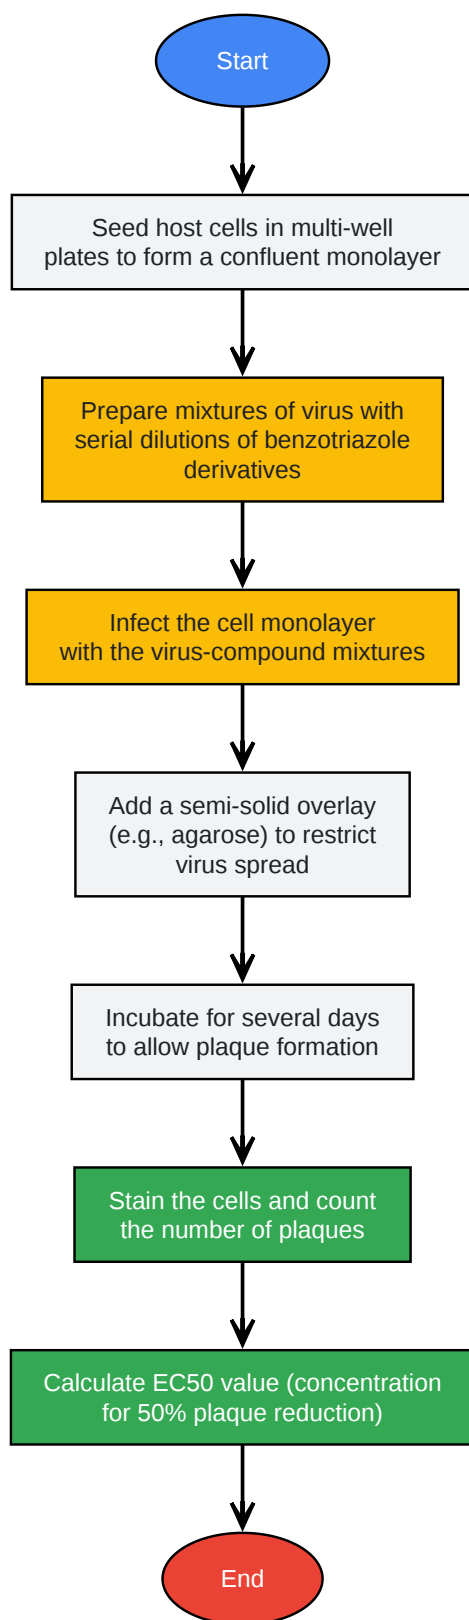 Start
Seed host cells in multi-well
plates to form a confluent monolayer
Prepare mixtures of virus with
serial dilutions of benzotriazole
derivatives
Infect the cell monolayer
with the virus-compound mixtures
Add a semi-solid overlay
(e.g., agarose) to restrict
virus spread
Incubate for several days
to allow plaque formation
Stain the cells and count
the number of plaques
Calculate EC50 value (concentration
for 50% plaque reduction)
End